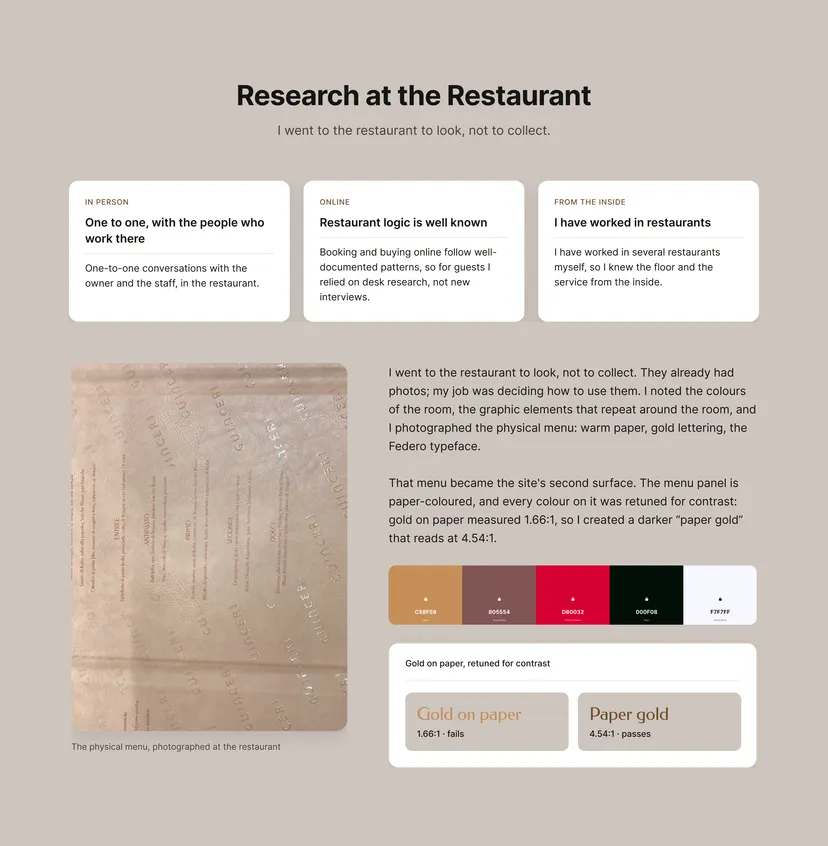 Research at the Restaurant
I went to the restaurant to look, not to collect.
IN PERSON
One to one, with the people who
work there
One-to-one conversations with the
owner and the staff, in the restaurant.
ONLINE
Restaurant logic is well known
Booking and buying online follow well-
documented patterns, so for guests I
relied on desk research, not new
interviews.
FROM THE INSIDE
I have worked in restaurants
I have worked in several restaurants
myself, so I knew the floor and the
service from the inside.
ENTRÉE
ANTIPASTO
PRIMO
SECONDI
DOLCE
The physical menu, photographed at the restaurant
I went to the restaurant to look, not to collect. They already had
photos; my job was deciding how to use them. I noted the colours
of the room, the graphic elements that repeat around the room, and
I photographed the physical menu: warm paper, gold lettering, the
Federo typeface.
That menu became the site's second surface. The menu panel is
paper-coloured, and every colour on it was retuned for contrast:
gold on paper measured 1.66:1, so I created a darker “paper gold”
that reads at 4.54:1.
C58F59
805554
D80032
000F08
F7F7FF
Gold on paper, retuned for contrast
Gold on paper
1.66:1 · fails
Paper gold
4.54:1 · passes